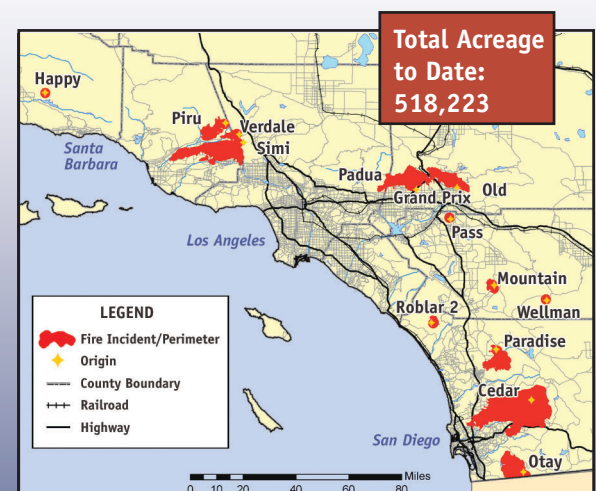 Total Acreage
to Date:
518,223
Happy
Piru
Verdale
Simi
Santa
Barbara
Padua
Grand Prix
Old
Pass
Los Angeles
Mountain
Wellman
Roblar 2
Paradise
Cedar
San Diego
Otay
LEGEND
Fire Incident/Perimeter
Origin
County Boundary
Railroad
Highway
Miles
0 10 20 40 60 80